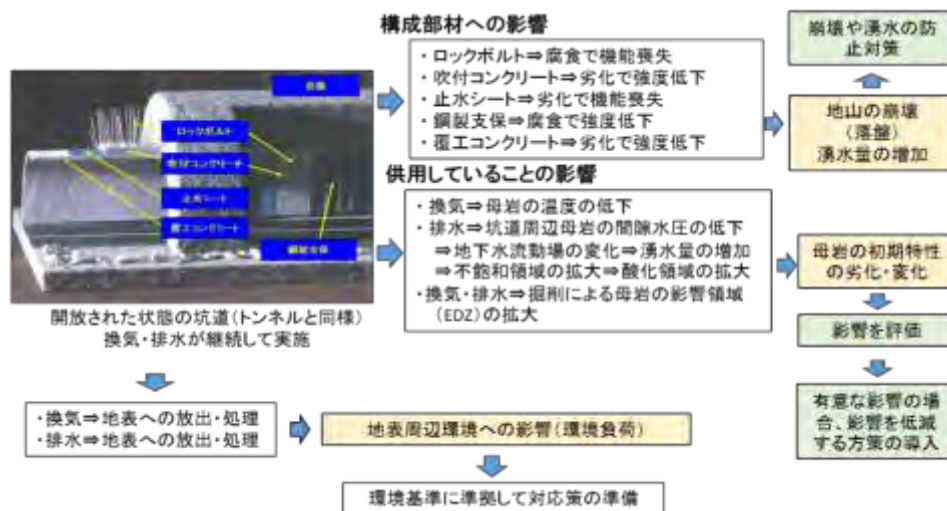 構成部材への影響
・ロックボルト⇒腐食で機能喪失
・吹付コンクリート⇒劣化で強度低下
・止水シート⇒劣化で機能喪失
・鋼製支保⇒腐食で強度低下
・覆工コンクリート⇒劣化で強度低下
崩壊や湧水の防
止対策
地山の崩壊
(落盤)
湧水量の増加
ロックボルト
吹付コンクリート
止水シート
覆工コンクリート
鋼製支保
開放された状態の坑道(トンネルと同様)
換気・排水が継続して実施
供用していることの影響
・換気⇒母岩の温度の低下
・排水⇒坑道周辺母岩の間隙水圧の低下
⇒地下水流動場の変化⇒湧水量の増加
⇒不飽和領域の拡大⇒酸化領域の拡大
・換気・排水⇒掘削による母岩の影響領域
(EDZ)の拡大
母岩の初期特性
の劣化・変化
影響を評価
有意な影響の場
合、影響を低減
する方策の導入
・換気⇒地表への放出・処理
・排水⇒地表への放出・処理
地表周辺環境への影響(環境負荷)
環境基準に準拠して対応策の準備